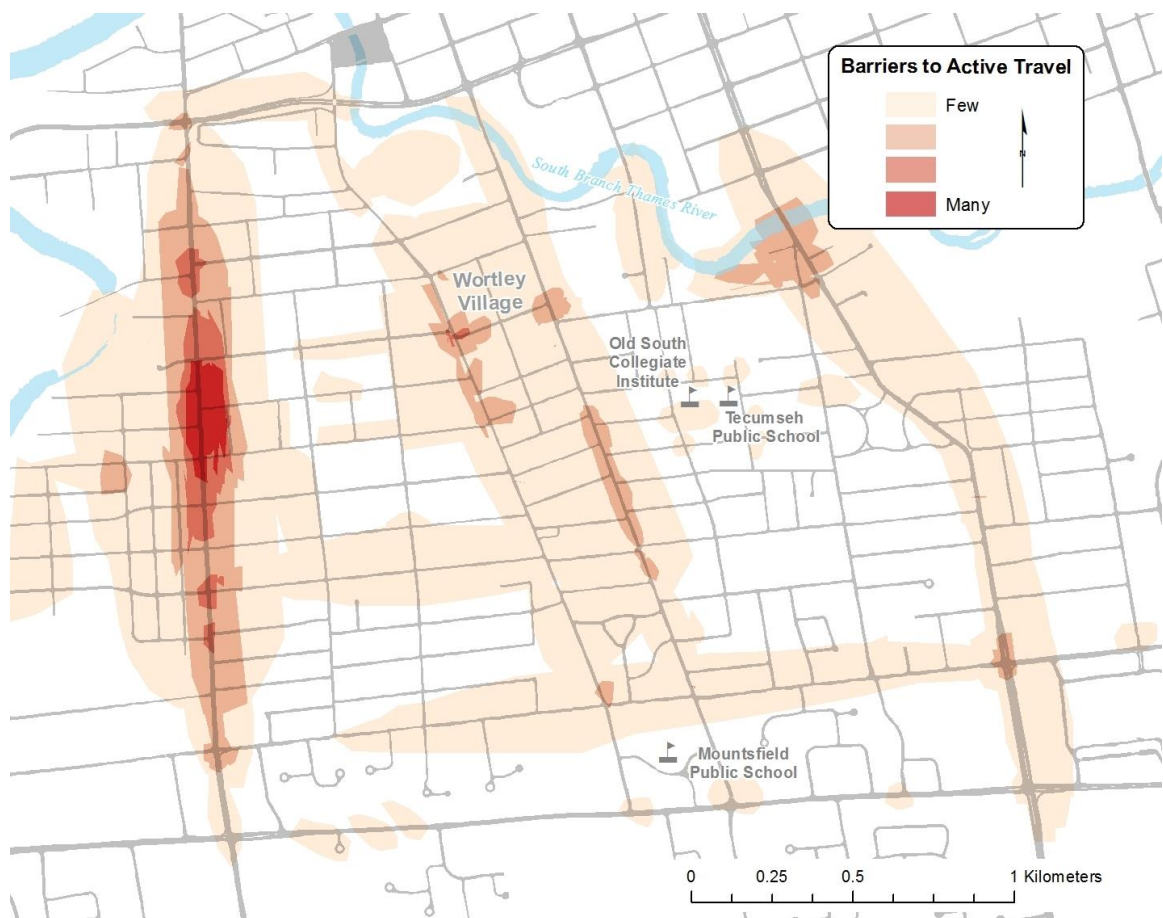 Barriers to Active Travel
Few
N
Many
South Branch Thames River
Wortley
Village
Old South
Collegiate
Institute
Tecumseh
Public School
Mountsfield
Public School
0 0.25 0.5 1 Kilometers